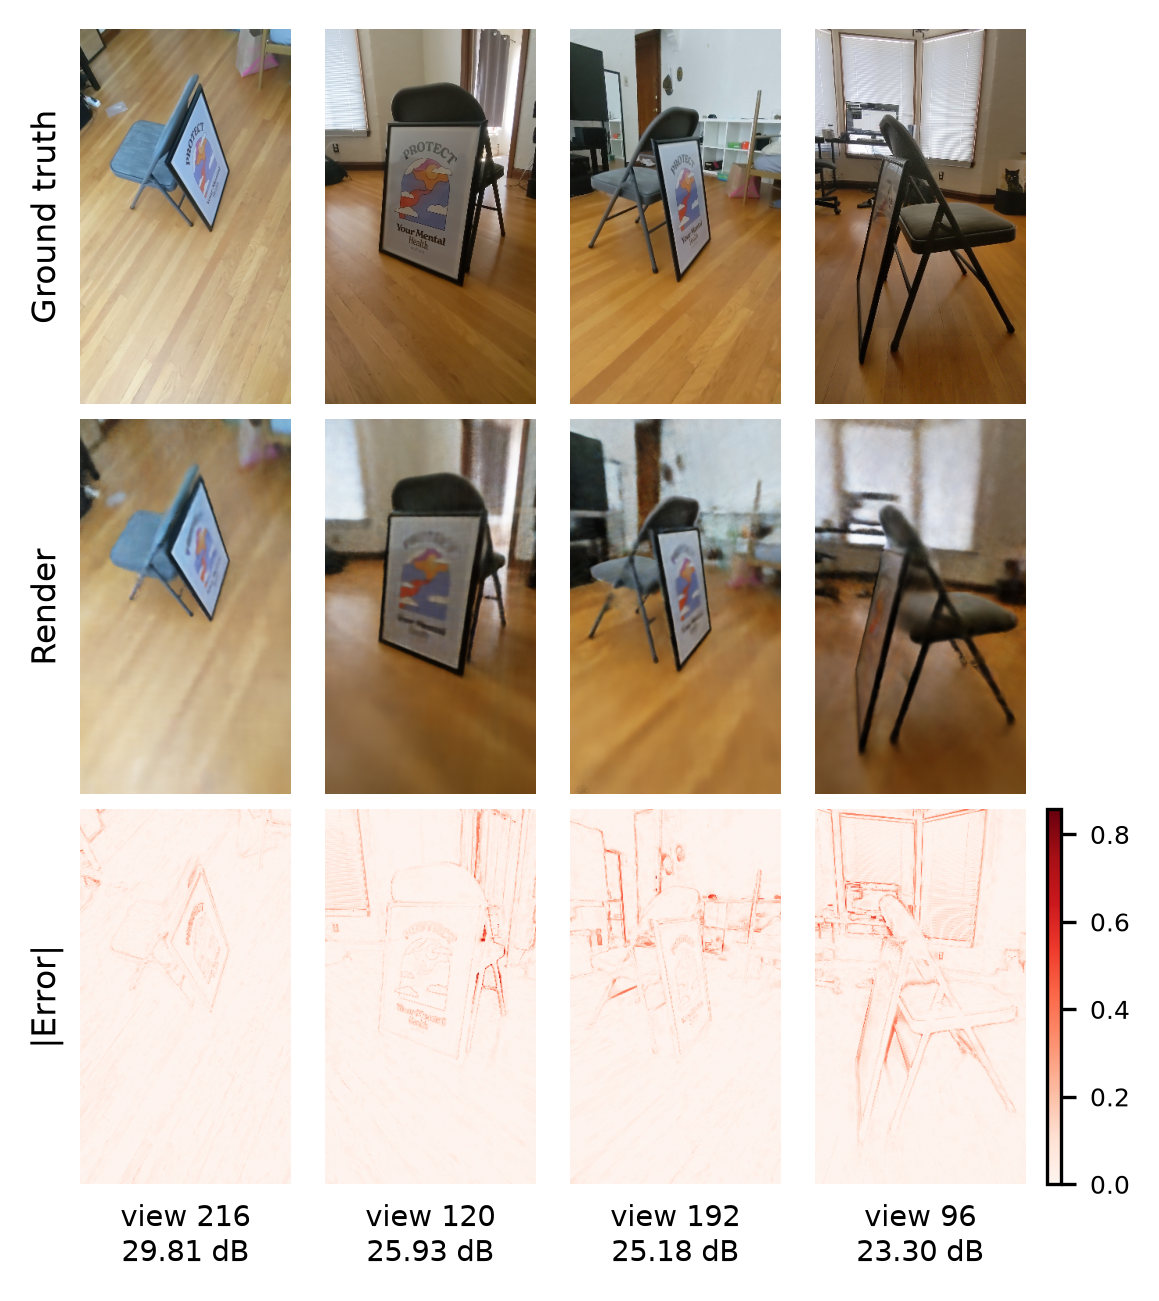 Ground truth
PROTECT
PROTECT
Your Mental
Health
PROTECT
Your Mental
Render
|Error|
0.8
0.6
0.4
0.2
0.0
view 216
29.81 dB
view 120
25.93 dB
view 192
25.18 dB
view 96
23.30 dB